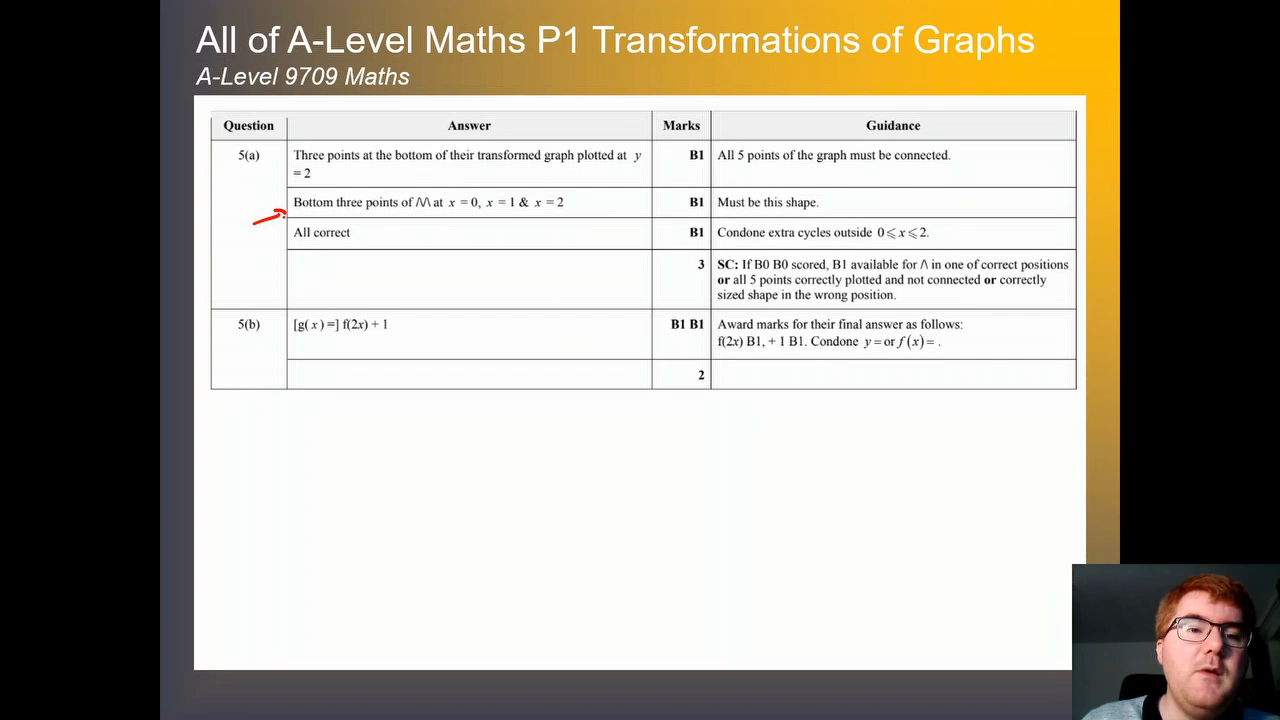 All of A-Level Maths P1 Transformations of Graphs
A-Level 9709 Maths
Question Answer Marks Guidance
5(a) Three points at the bottom of their transformed graph plotted at y B1 All 5 points of the graph must be connected.
= 2
Bottom three points of /\/\ at x = 0, x = 1 & x = 2 B1 Must be this shape.
All correct B1 Condone extra cycles outside 0 ⩽ x ⩽ 2.
3 SC: If B0 B0 scored, B1 available for /\ in one of correct positions
or all 5 points correctly plotted and not connected or correctly
sized shape in the wrong position.
5(b) [g(x) =] f(2x) + 1 B1 B1 Award marks for their final answer as follows:
f(2x) B1, + 1 B1. Condone y = or f(x) = .
2